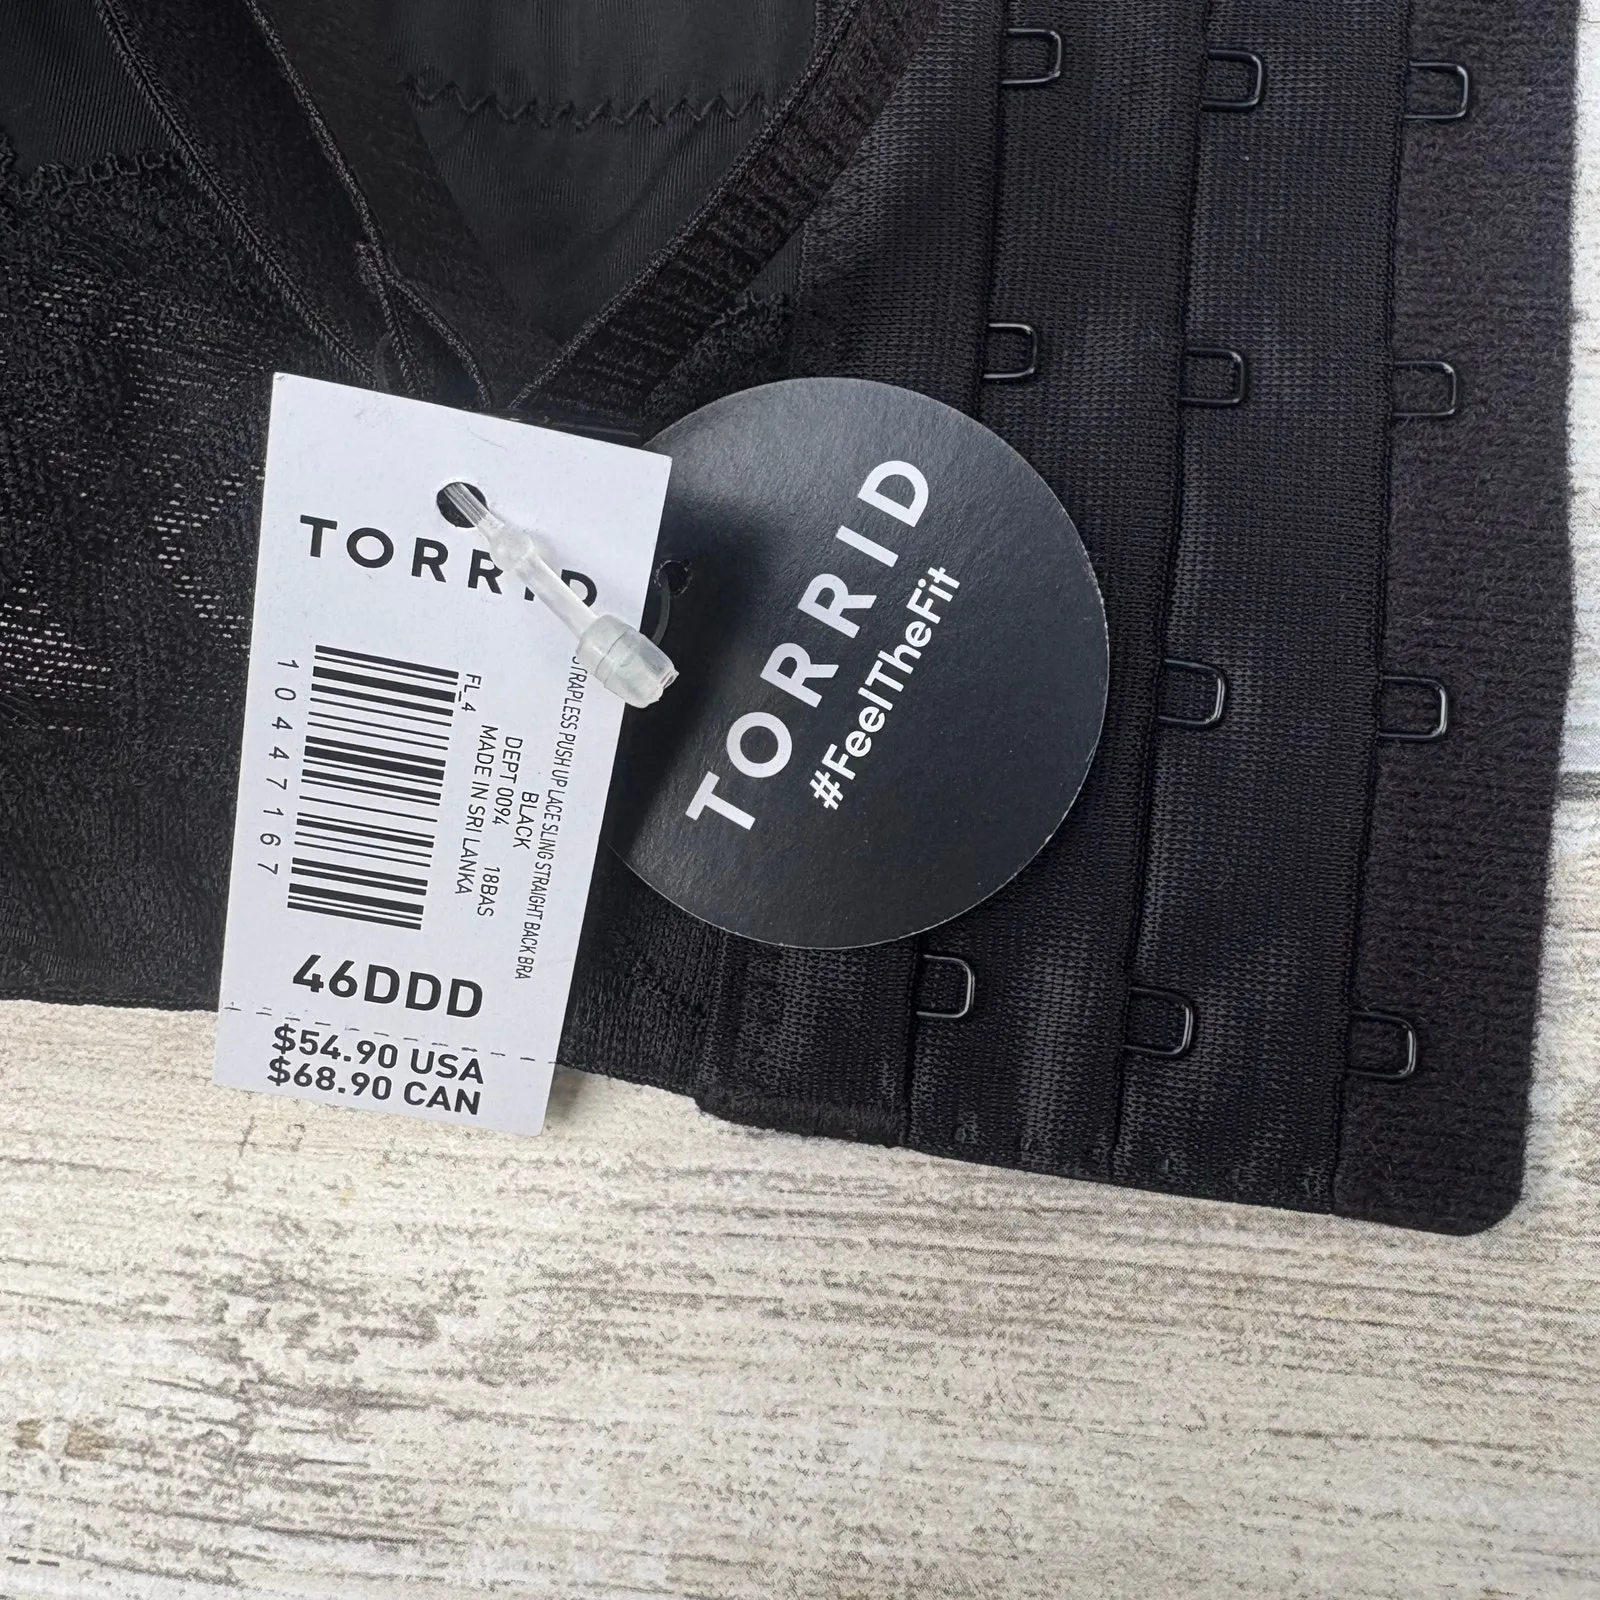 TORRID
STRAPLESS PUSH UP LACE SLING STRAIGHT BACK BRA
BLACK
DEPT 0094 18BAS
MADE IN SRI LANKA
FL_4
10447167
46DDD
$54.90 USA
$68.90 CAN
TORRID
#FeelTheFit